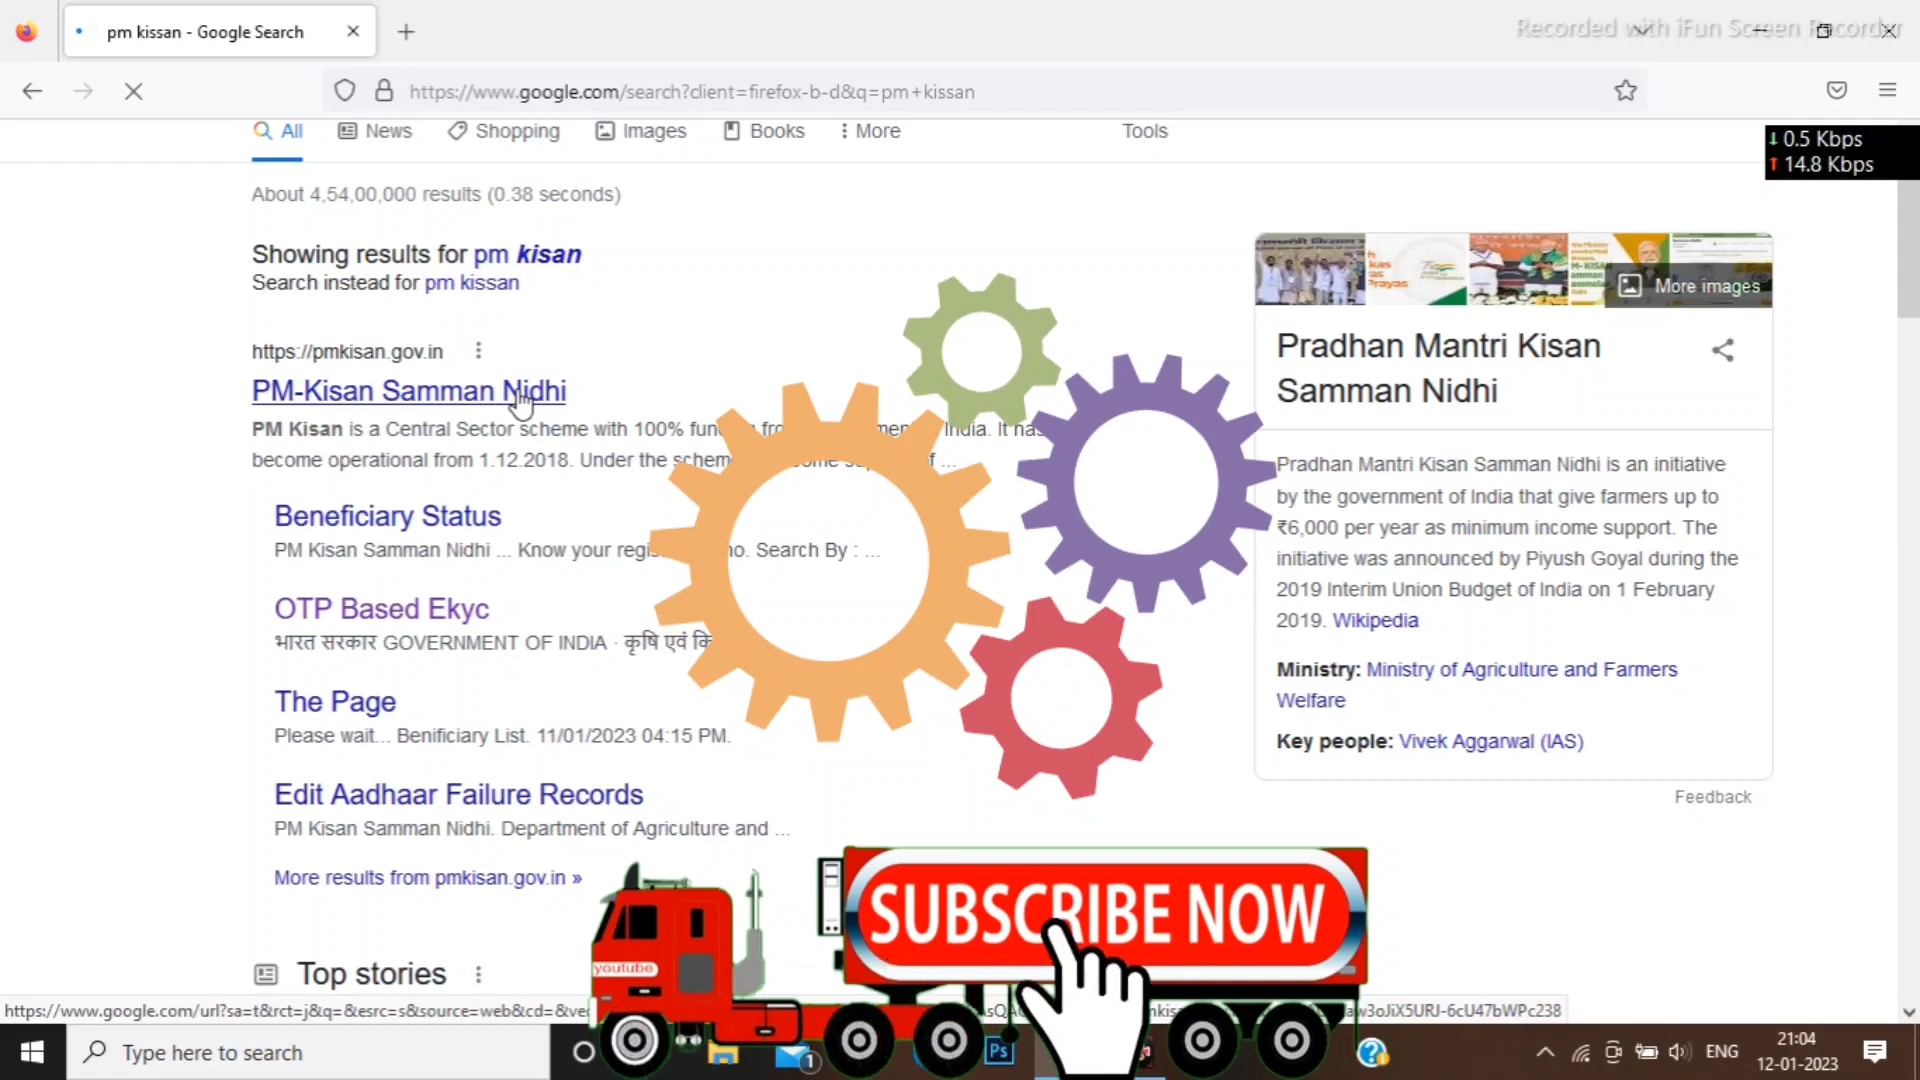 pm kissan - Google Search
Recorded with iFun Screen Recorder
https://www.google.com/search?client=firefox-b-d&q=pm+kissan
All
News
Shopping
Images
Books
More
Tools
0.5 Kbps
14.8 Kbps
About 4,54,00,000 results (0.38 seconds)
Showing results for pm kisan
Search instead for pm kissan
https://pmkisan.gov.in
PM-Kisan Samman Nidhi
PM Kisan is a Central Sector scheme with 100% India. It has
become operational from 1.12.2018. Under the ...
Beneficiary Status
PM Kisan Samman Nidhi ... Know your no. Search By : ...
OTP Based Ekyc
भारत सरकार GOVERNMENT OF INDIA · कृषि एवं
The Page
Please wait... Benificiary List. 11/01/2023 04:15 PM.
Edit Aadhaar Failure Records
PM Kisan Samman Nidhi. Department of Agriculture and ...
More results from pmkisan.gov.in »
Top stories
More images
Pradhan Mantri Kisan
Samman Nidhi
Pradhan Mantri Kisan Samman Nidhi is an initiative
by the government of India that give farmers up to
₹6,000 per year as minimum income support. The
initiative was announced by Piyush Goyal during the
2019 Interim Union Budget of India on 1 February
2019. Wikipedia
Ministry: Ministry of Agriculture and Farmers
Welfare
Key people: Vivek Aggarwal (IAS)
Feedback
SUBSCRIBE NOW
youtube
https://www.google.com/url?sa=t&rct=j&q=&esrc=s&source=web&cd=&ved
aw3oJiX5URJ-6cU47bWPc238
Type here to search
1
Ps
ENG
21:04
12-01-2023